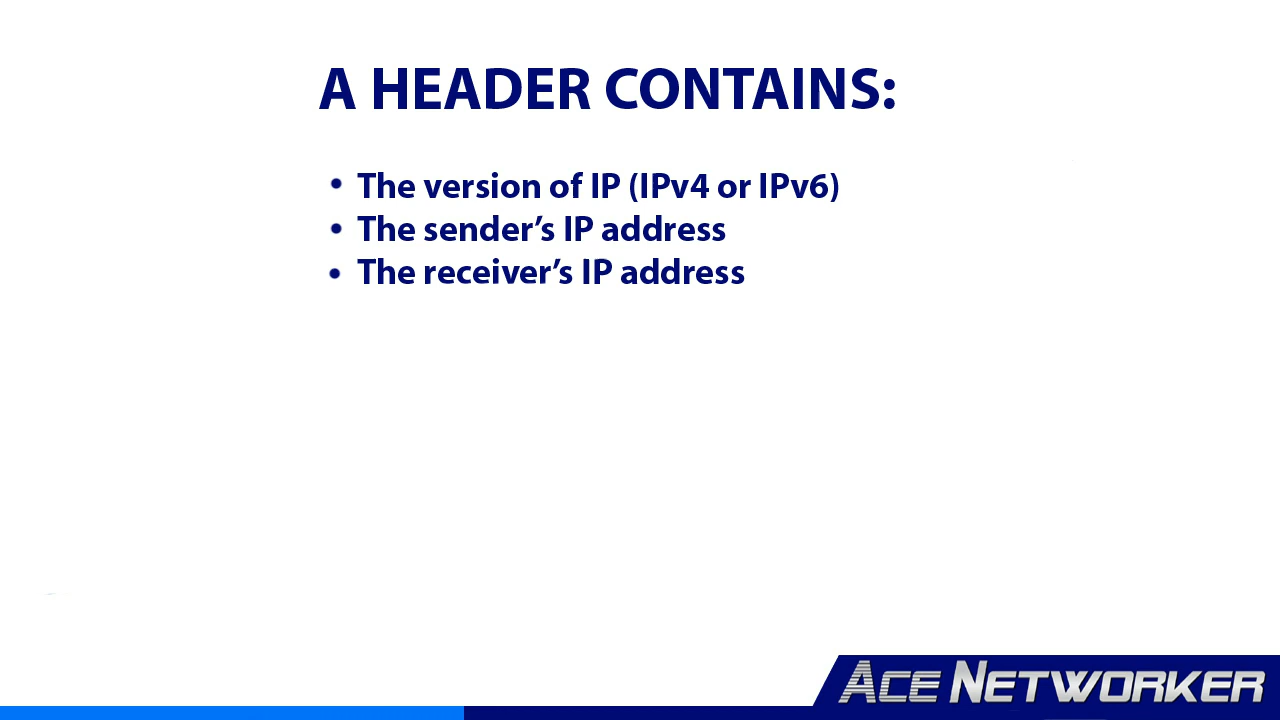 A HEADER CONTAINS:
• The version of IP (IPv4 or IPv6)
• The sender’s IP address
• The receiver’s IP address
ACE NETWORKER